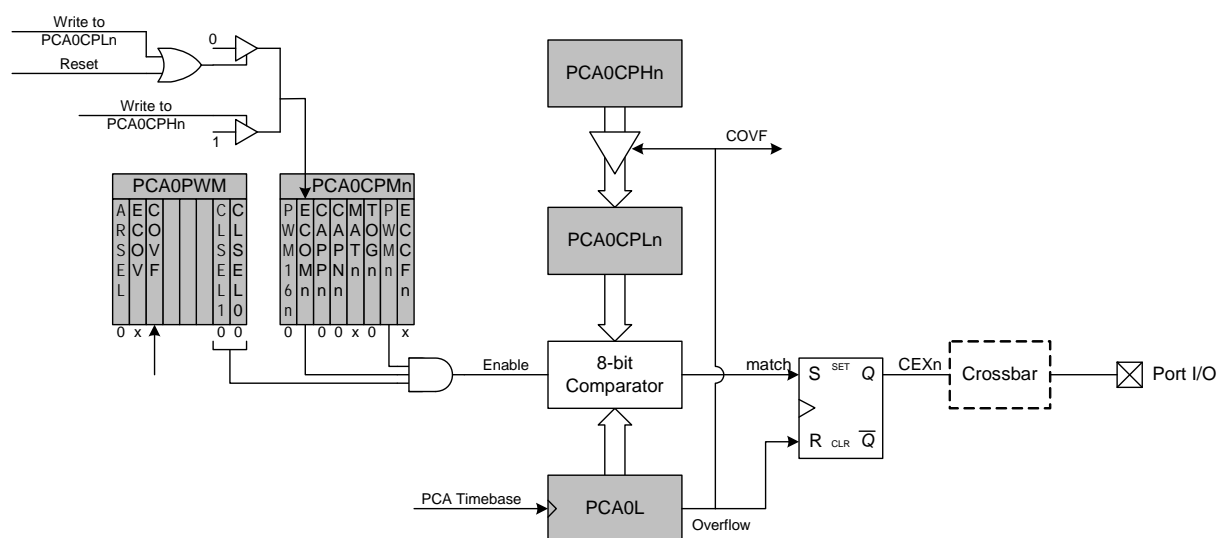 Write to
PCA0CPLn
Reset
0
Write to
PCA0CPHn
1
PCA0CPHn
COVF
PCA0PWM
ARSEL
ECOV
COVF
CLSEL1
CLSEL0
0 x 0 0
PCA0CPMn
PWM16n
ECOMn
CAPPn
CAPNn
MATn
TOGn
PWMn
ECCFn
0 0 0 x 0 x
PCA0CPLn
Enable
8-bit
Comparator
match
S SET Q
R CLR Q
CEXn
Crossbar
Port I/O
PCA Timebase
PCA0L
Overflow